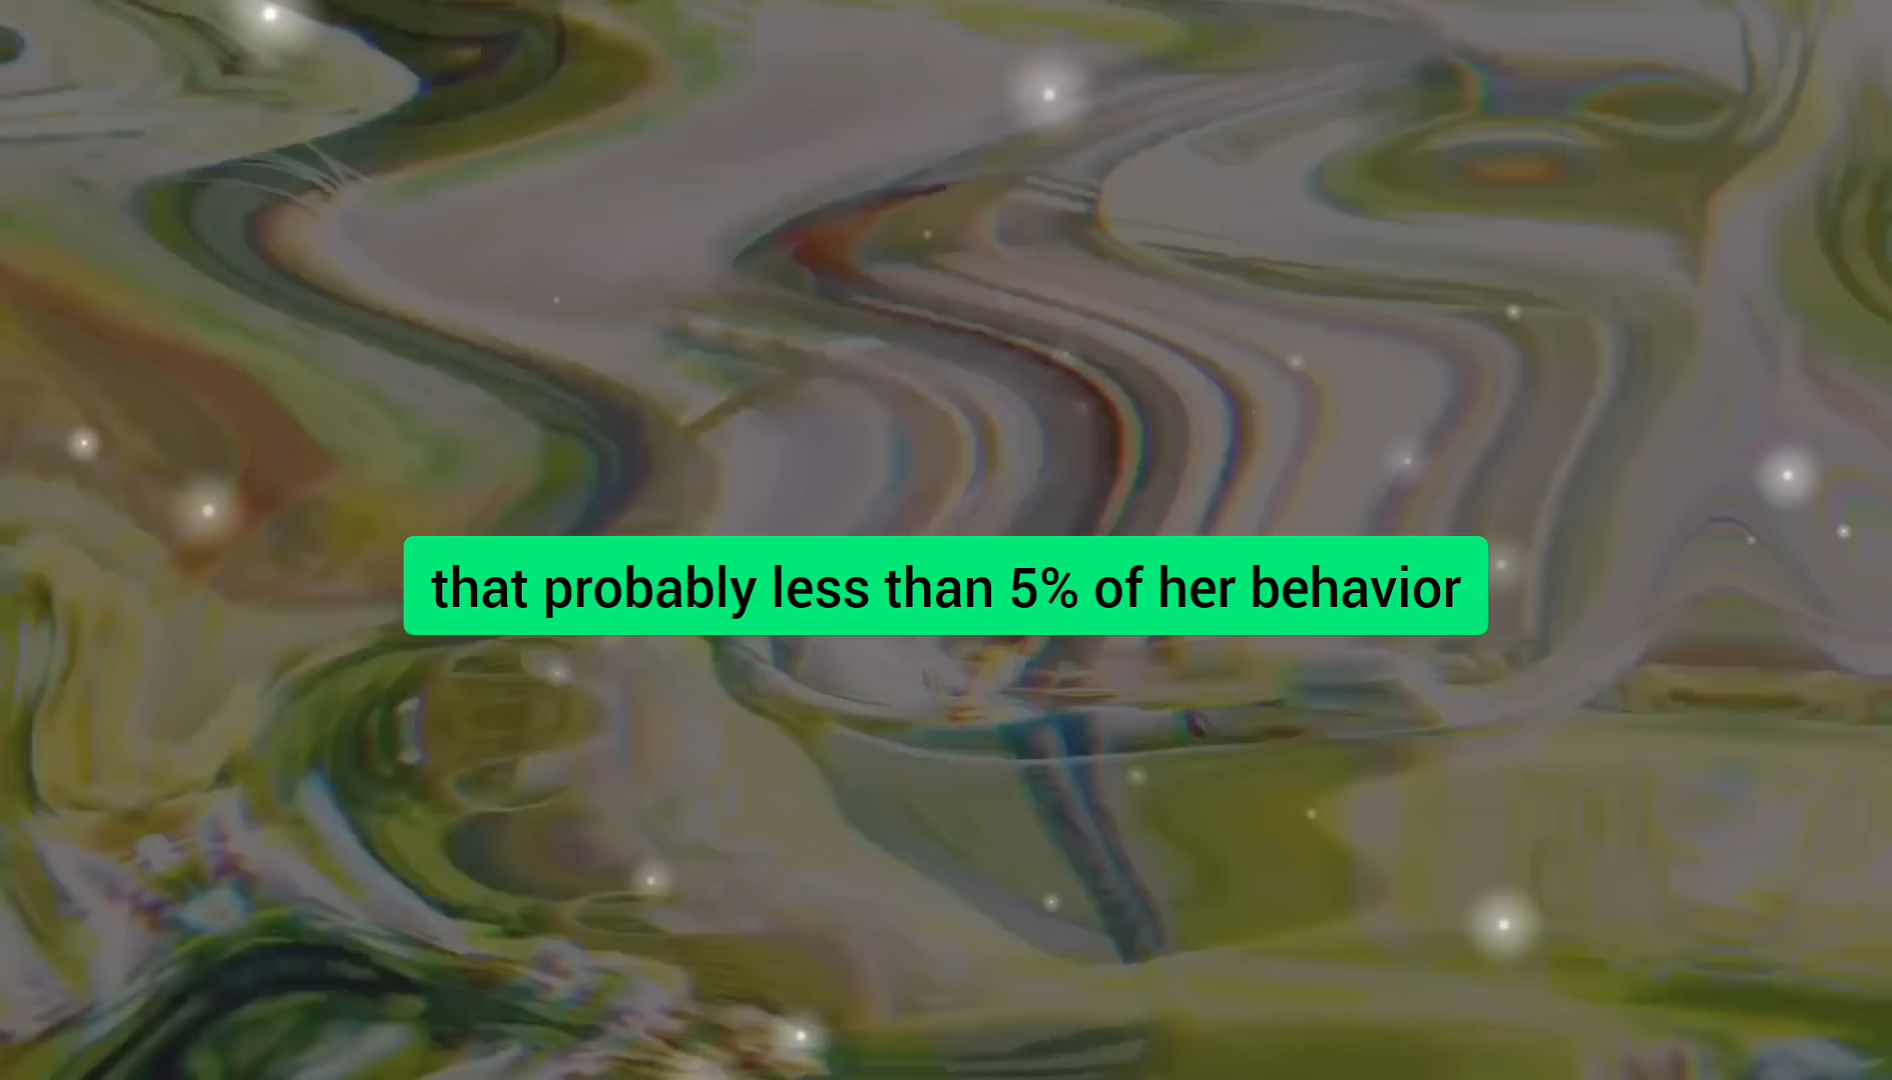 that probably less than 5% of her behavior